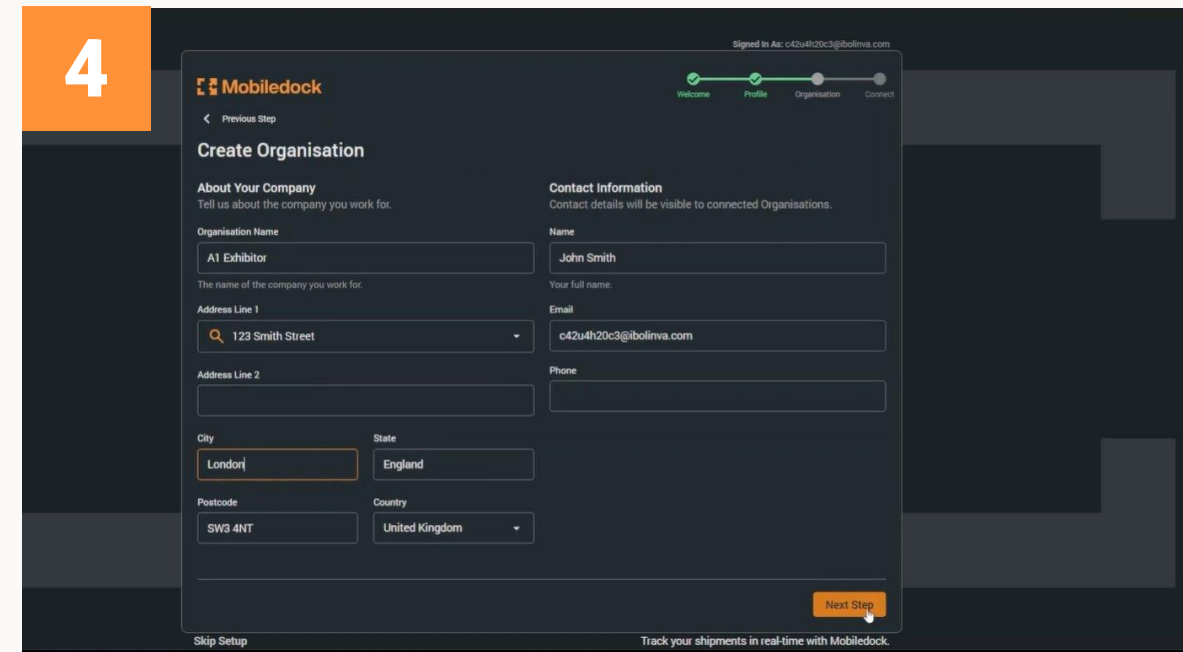 4
Signed In As: c42u4h20c3@ibolinva.com
Mobiledock
Welcome Profile Organisation Connect
Previous Step
Create Organisation
About Your Company
Tell us about the company you work for.
Organisation Name
A1 Exhibitor
The name of the company you work for.
Address Line 1
123 Smith Street
Address Line 2
City State
London England
Postcode Country
SW3 4NT United Kingdom
Contact Information
Contact details will be visible to connected Organisations.
Name
John Smith
Your full name.
Email
c42u4h20c3@ibolinva.com
Phone
Next Step
Skip Setup
Track your shipments in real-time with Mobiledock.